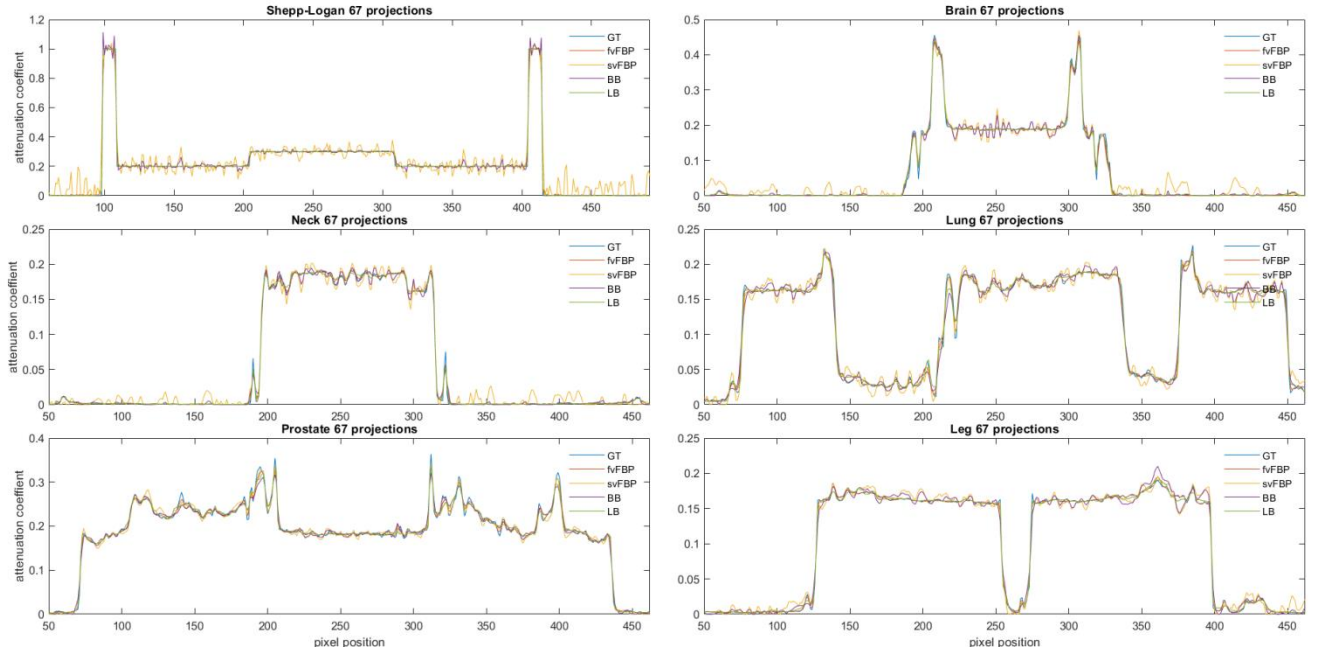 Shepp-Logan 67 projections
1.2
1
0.8
0.6
0.4
0.2
0
attenuation coeffient
GT
fvFBP
svFBP
BB
LB
100 150 200 250 300 350 400 450
Brain 67 projections
0.5
0.4
0.3
0.2
0.1
0
GT
fvFBP
svFBP
BB
LB
50 100 150 200 250 300 350 400 450
Neck 67 projections
0.25
0.2
0.15
0.1
0.05
0
attenuation coeffient
GT
fvFBP
svFBP
BB
LB
50 100 150 200 250 300 350 400 450
Lung 67 projections
0.25
0.2
0.15
0.1
0.05
0
GT
fvFBP
svFBP
BB
LB
50 100 150 200 250 300 350 400 450
Prostate 67 projections
0.4
0.3
0.2
0.1
0
attenuation coeffient
GT
fvFBP
svFBP
BB
LB
50 100 150 200 250 300 350 400 450
pixel position
Leg 67 projections
0.25
0.2
0.15
0.1
0.05
0
GT
fvFBP
svFBP
BB
LB
50 100 150 200 250 300 350 400 450
pixel position